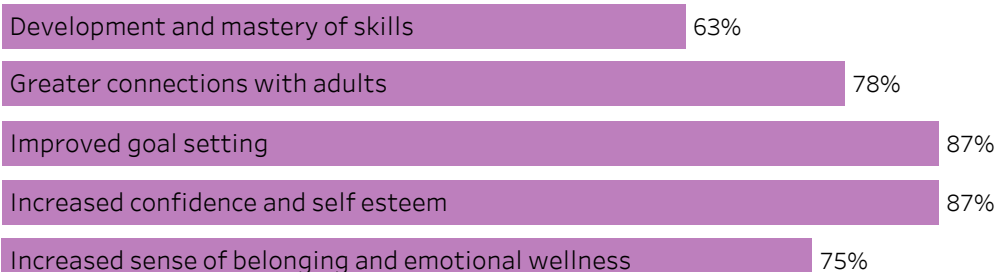 Development and mastery of skills 63%
Greater connections with adults 78%
Improved goal setting 87%
Increased confidence and self esteem 87%
Increased sense of belonging and emotional wellness 75%